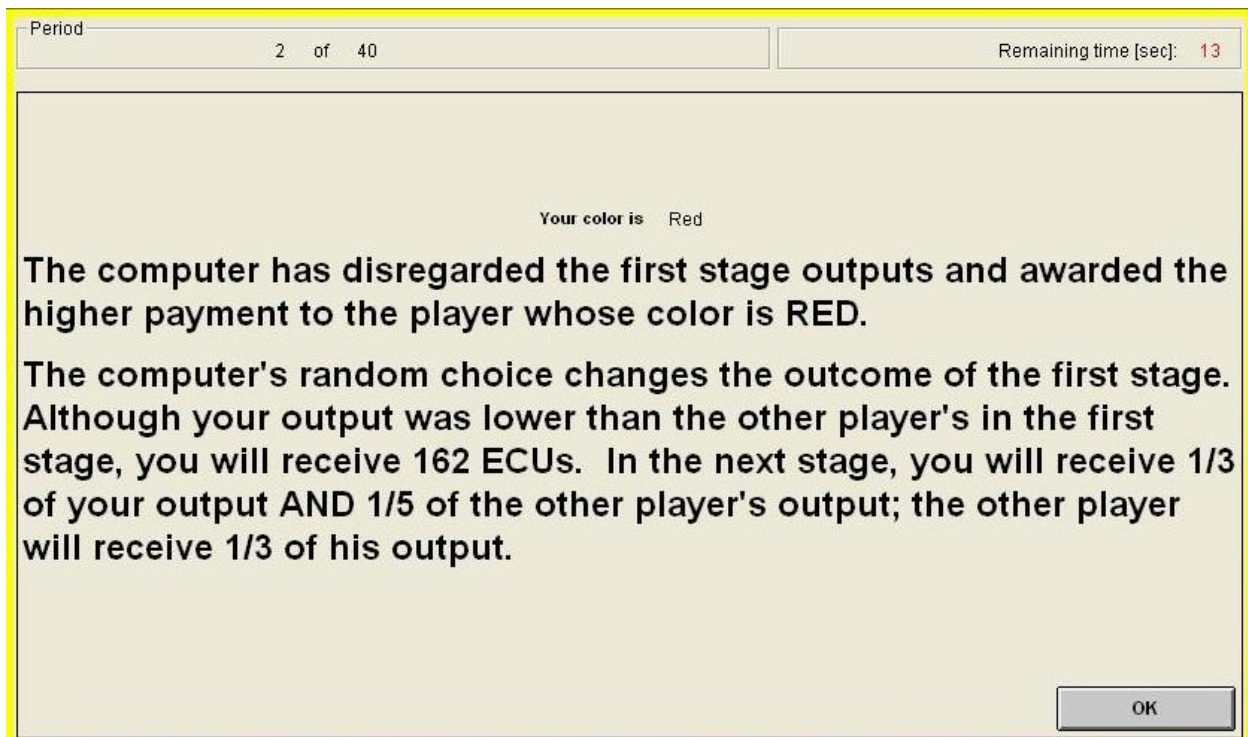 Period
2 of 40
Remaining time [sec]: 13
Your color is Red
The computer has disregarded the first stage outputs and awarded the
higher payment to the player whose color is RED.
The computer's random choice changes the outcome of the first stage.
Although your output was lower than the other player's in the first
stage, you will receive 162 ECUs. In the next stage, you will receive 1/3
of your output AND 1/5 of the other player's output; the other player
will receive 1/3 of his output.
OK